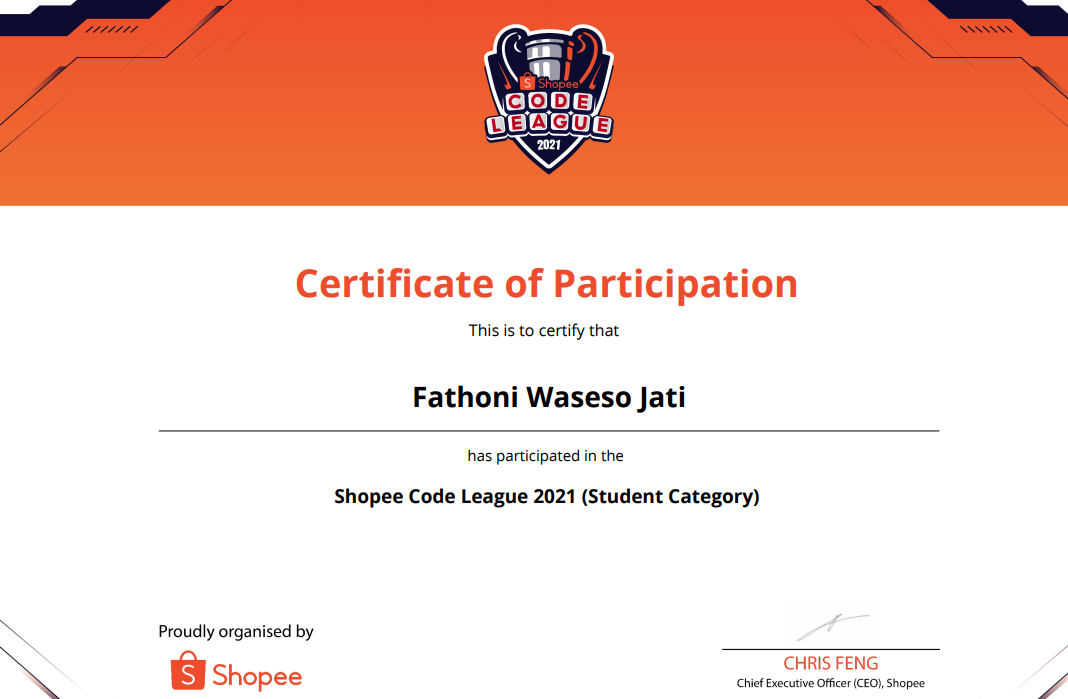 Shopee
CODE
LEAGUE
2021
Certificate of Participation
This is to certify that
Fathoni Waseso Jati
has participated in the
Shopee Code League 2021 (Student Category)
Proudly organised by
Shopee
CHRIS FENG
Chief Executive Officer (CEO), Shopee